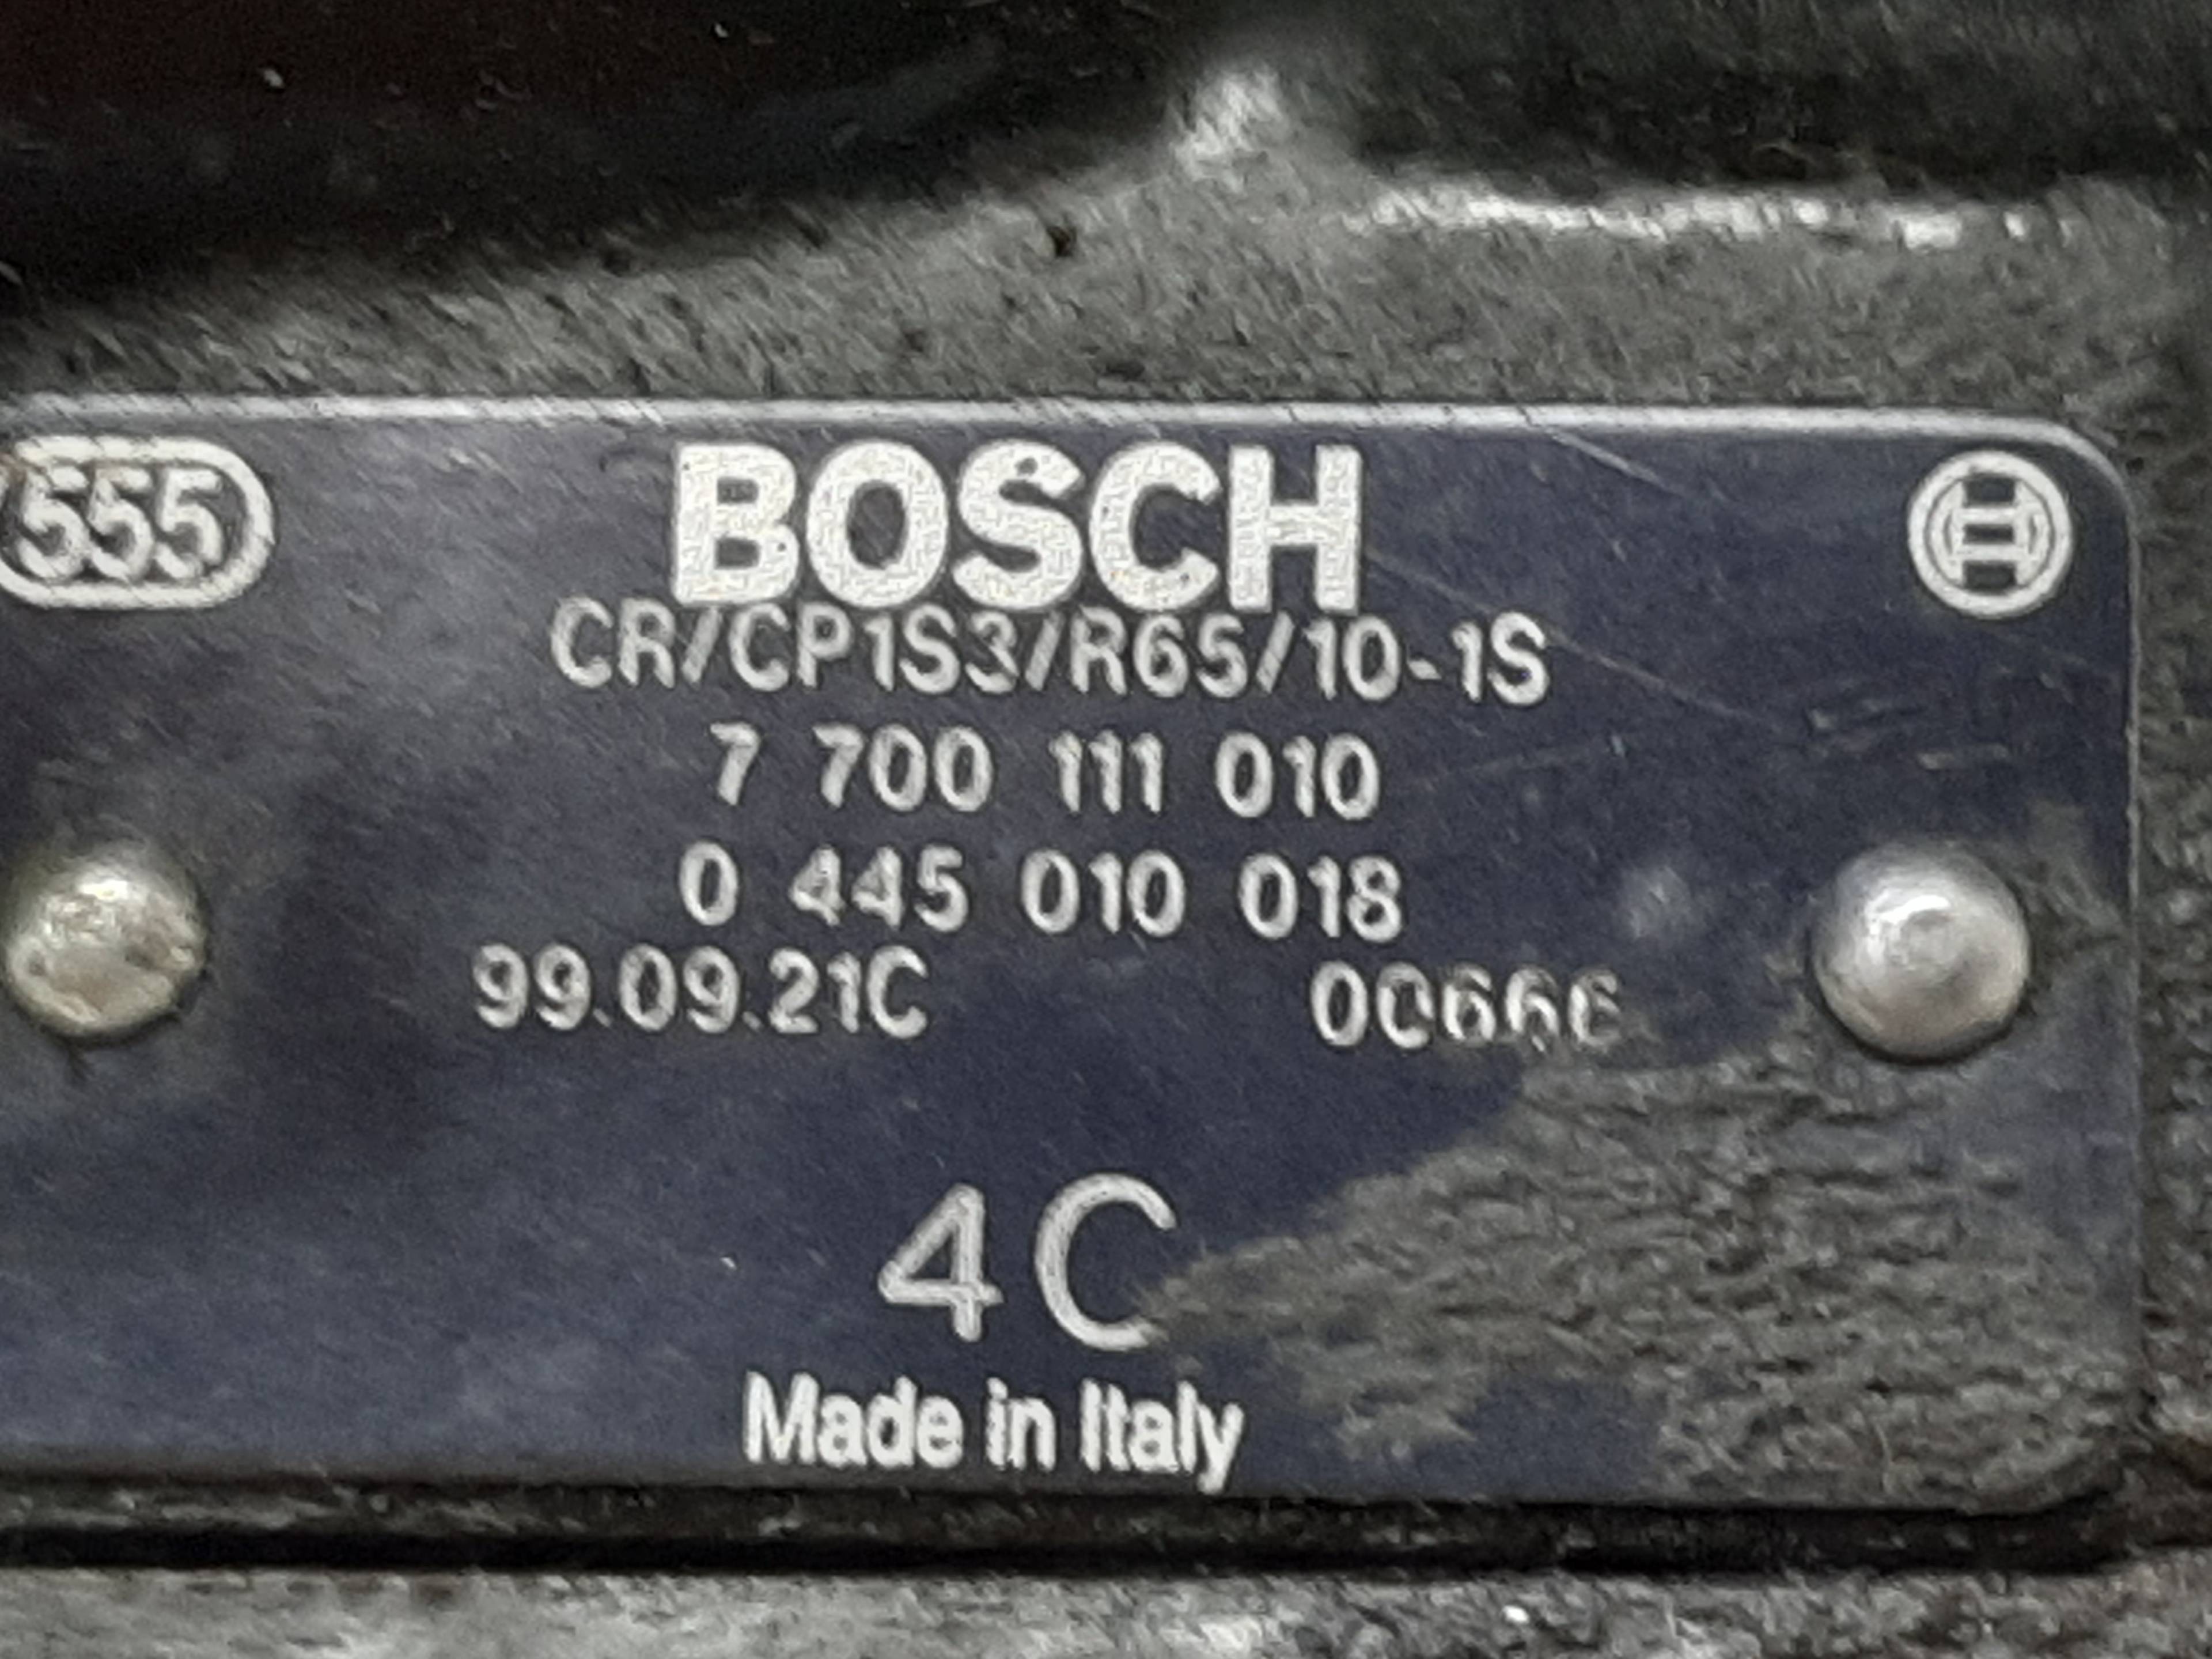 555 BOSCH
CR/CP1S3/R65/10-1S
7 700 111 010
0 445 010 018
99.09.21C 00666
4C
Made in Italy